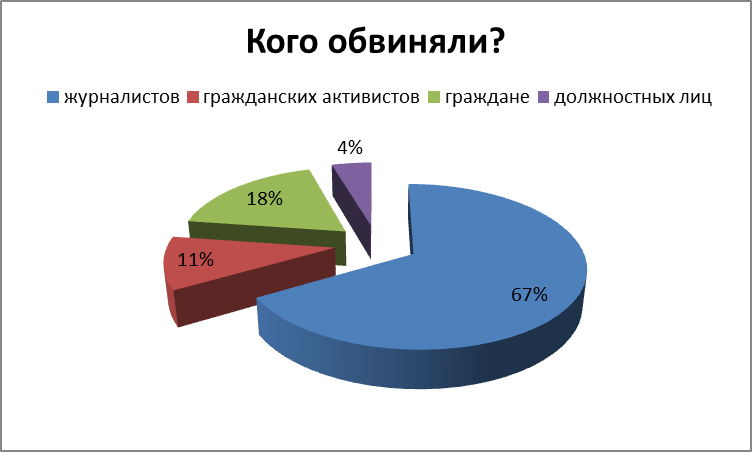 Кого обвиняли?
журналистов гражданских активистов граждане должностных лиц
4%
18%
11%
67%